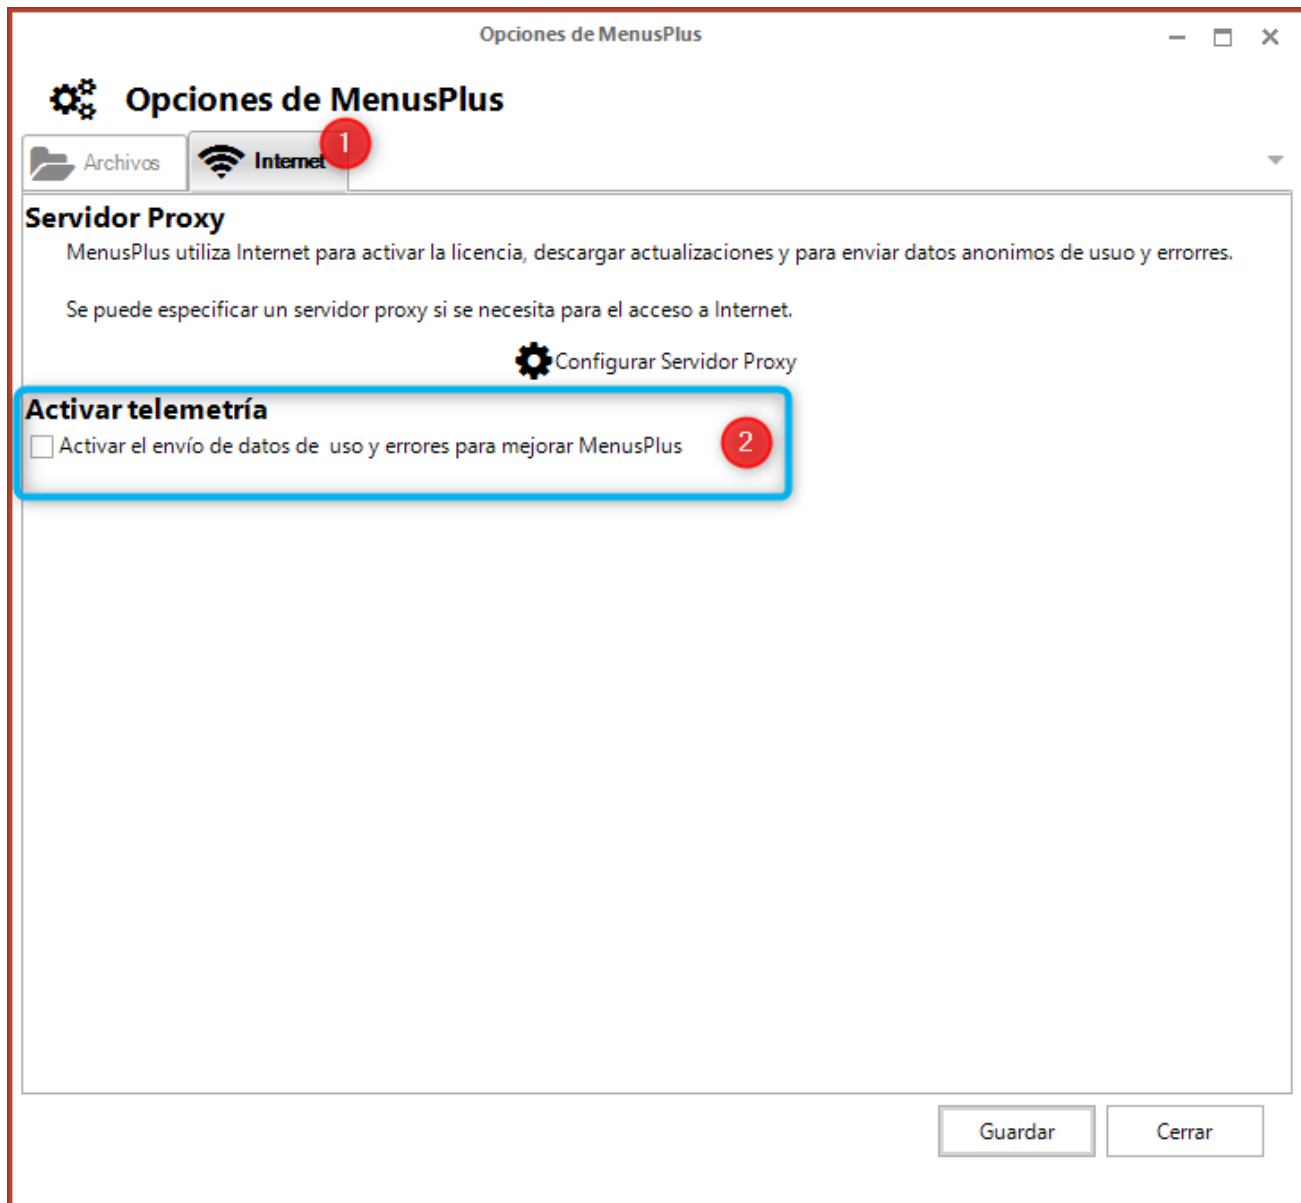 Opciones de MenusPlus
Opciones de MenusPlus
Archivos
Internet
1
Servidor Proxy
MenusPlus utiliza Internet para activar la licencia, descargar actualizaciones y para enviar datos anonimos de usuo y errorres.
Se puede especificar un servidor proxy si se necesita para el acceso a Internet.
Configurar Servidor Proxy
Activar telemetría
Activar el envío de datos de  uso y errores para mejorar MenusPlus
2
Guardar
Cerrar